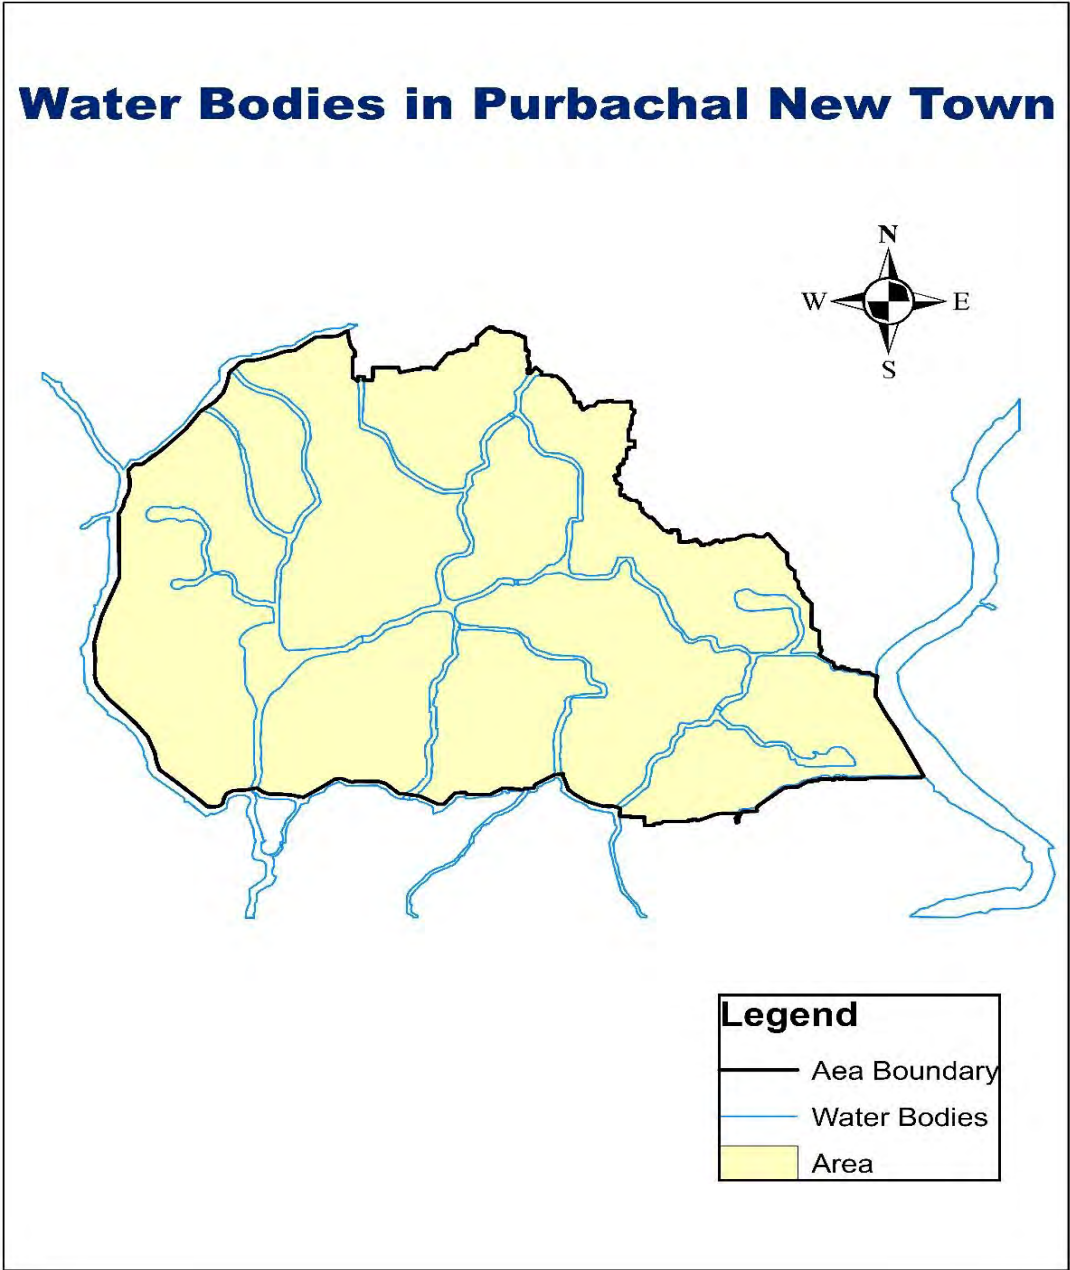 Water Bodies in Purbachal New Town
N
W E
S
Legend
Aea Boundary
Water Bodies
Area